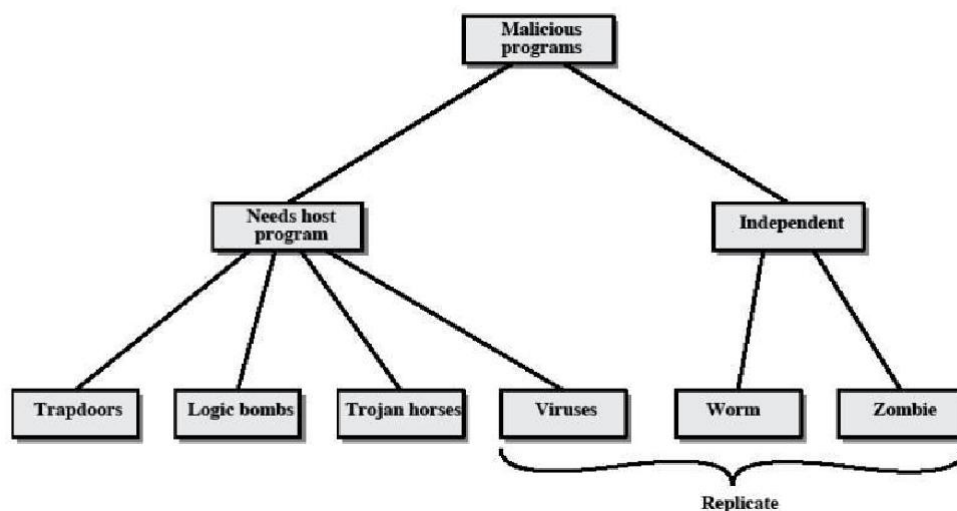 Malicious
programs
Needs host
program
Independent
Trapdoors
Logic bombs
Trojan horses
Viruses
Worm
Zombie
Replicate